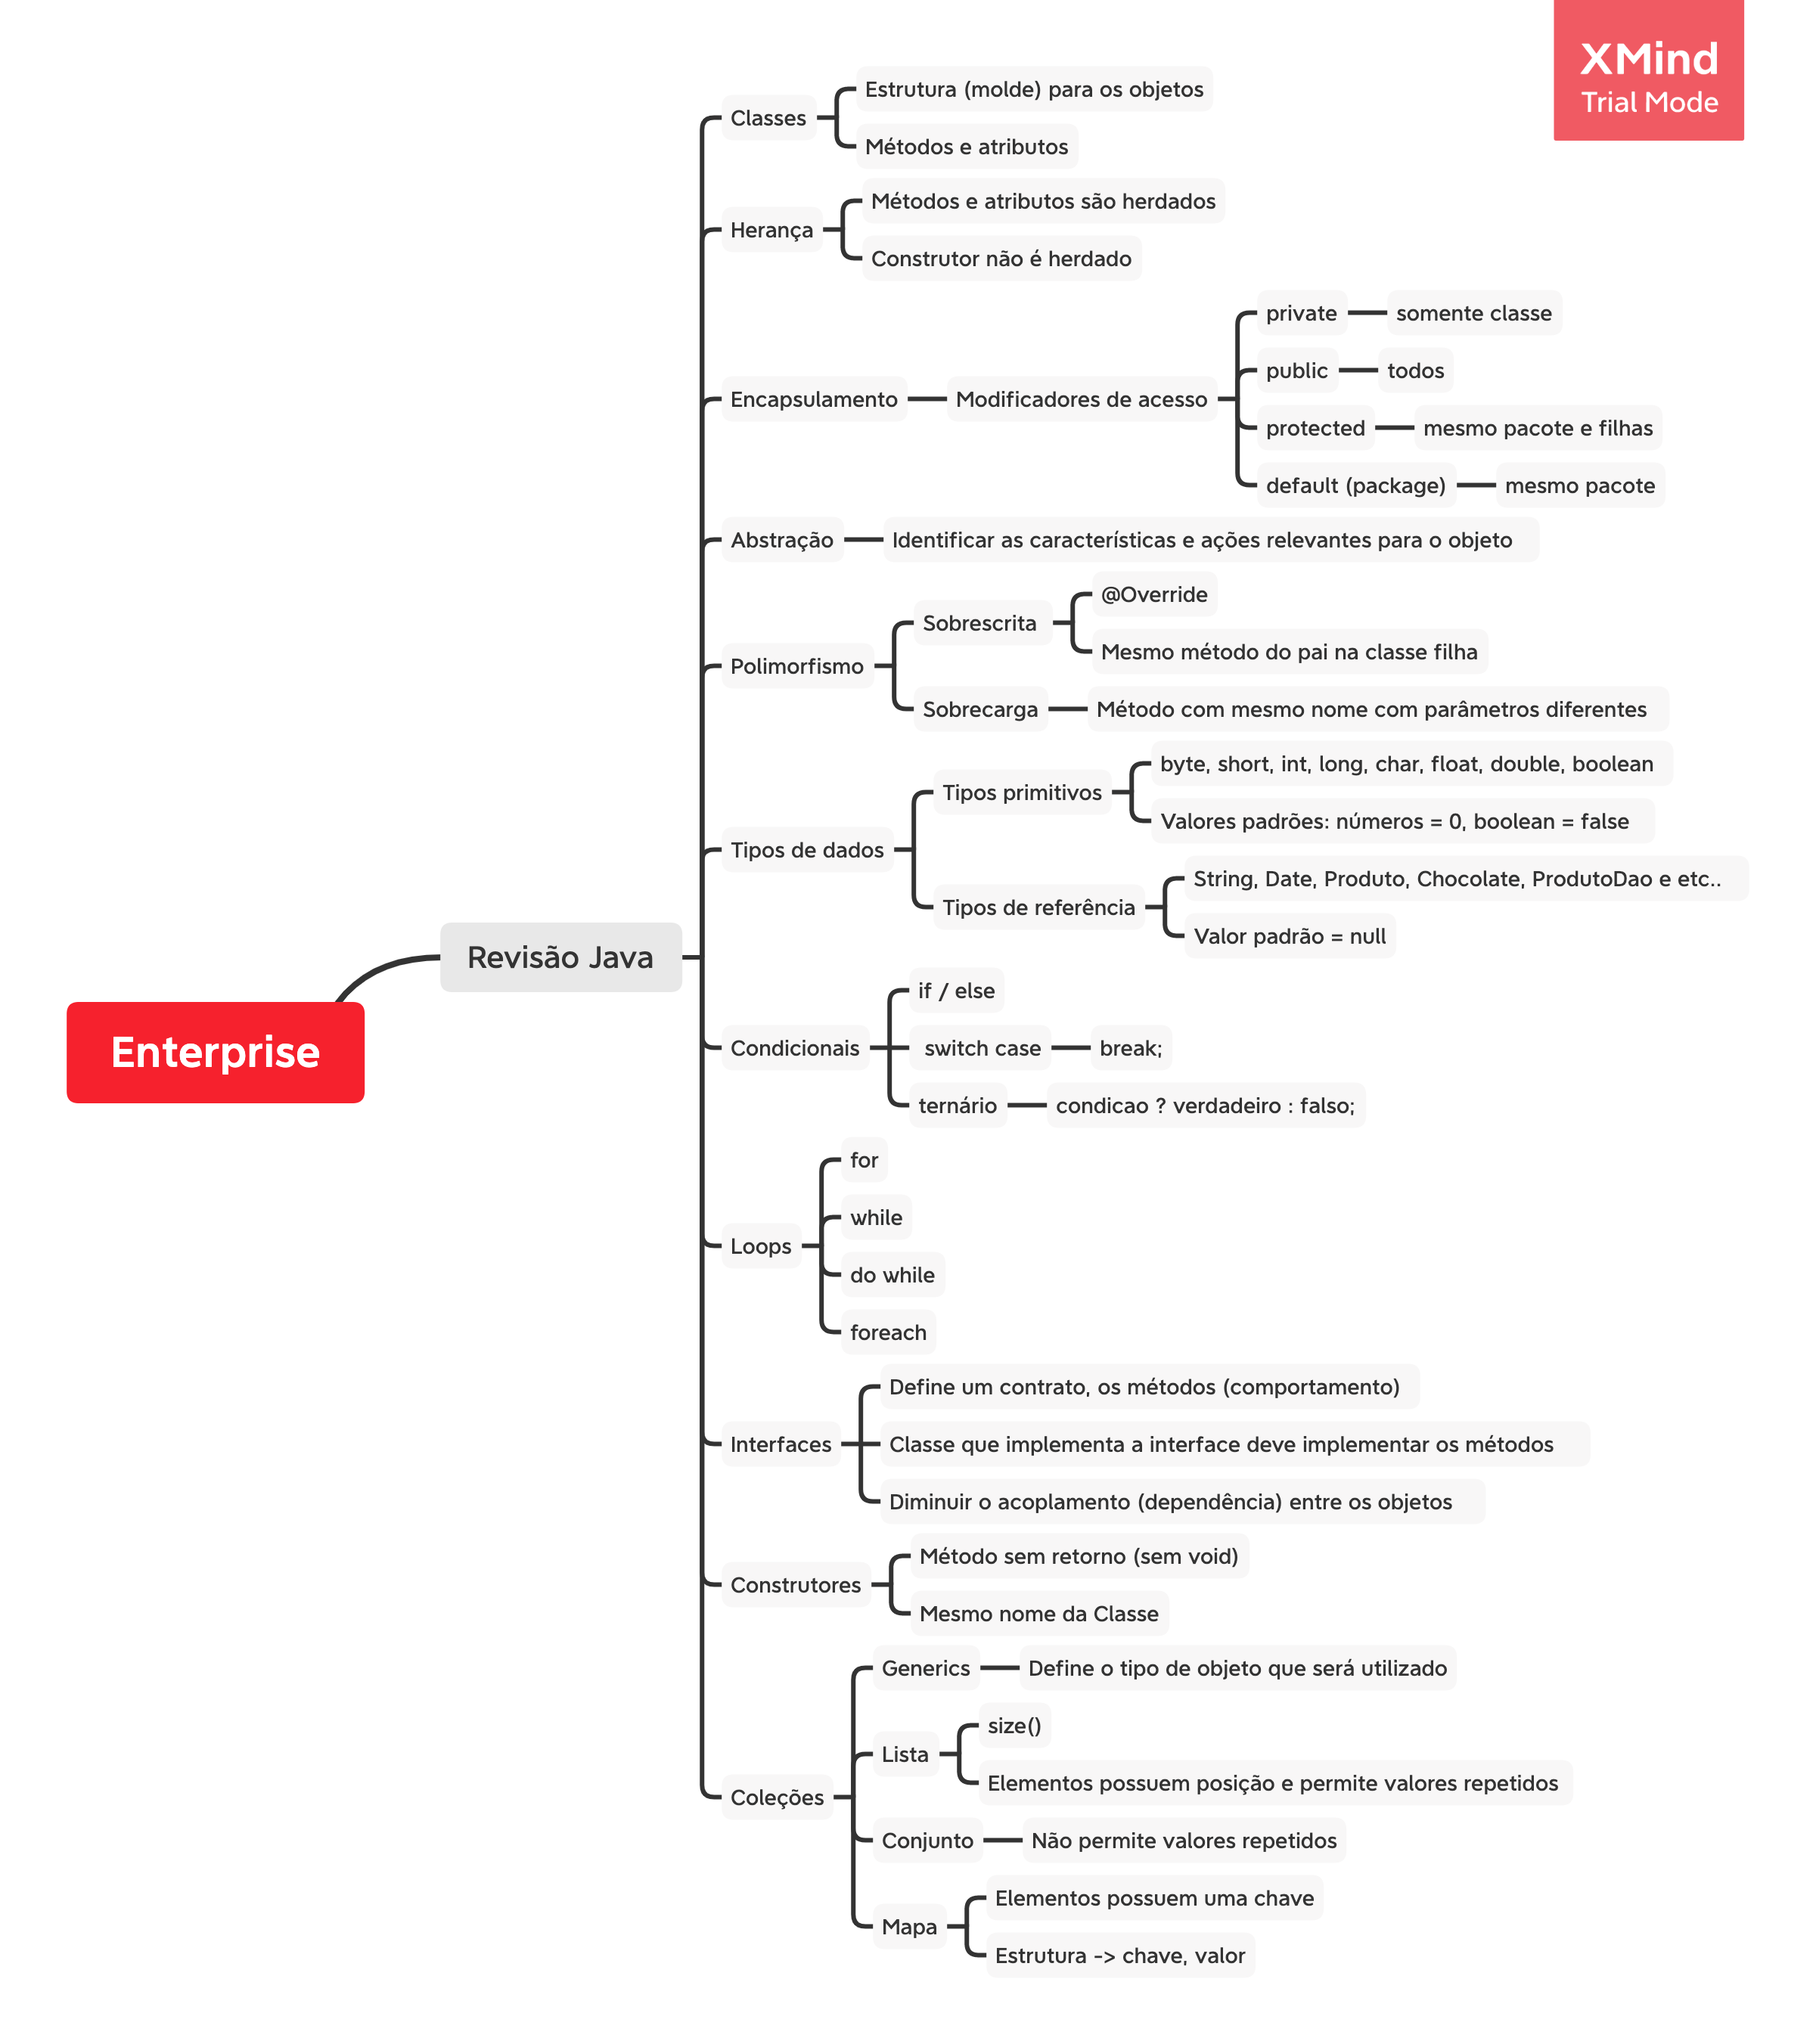 XMind
Trial Mode
Enterprise
Revisão Java
Classes
Estrutura (molde) para os objetos
Métodos e atributos
Herança
Métodos e atributos são herdados
Construtor não é herdado
Encapsulamento
Modificadores de acesso
private
somente classe
public
todos
protected
mesmo pacote e filhas
default (package)
mesmo pacote
Abstração
Identificar as características e ações relevantes para o objeto
Polimorfismo
Sobrescrita
@Override
Mesmo método do pai na classe filha
Sobrecarga
Método com mesmo nome com parâmetros diferentes
Tipos de dados
Tipos primitivos
byte, short, int, long, char, float, double, boolean
Valores padrões: números = 0, boolean = false
Tipos de referência
String, Date, Produto, Chocolate, ProdutoDao e etc..
Valor padrão = null
Condicionais
if / else
switch case
break;
ternário
condicao ? verdadeiro : falso;
Loops
for
while
do while
foreach
Interfaces
Define um contrato, os métodos (comportamento)
Classe que implementa a interface deve implementar os métodos
Diminuir o acoplamento (dependência) entre os objetos
Construtores
Método sem retorno (sem void)
Mesmo nome da Classe
Coleções
Generics
Define o tipo de objeto que será utilizado
Lista
size()
Elementos possuem posição e permite valores repetidos
Conjunto
Não permite valores repetidos
Mapa
Elementos possuem uma chave
Estrutura -> chave, valor